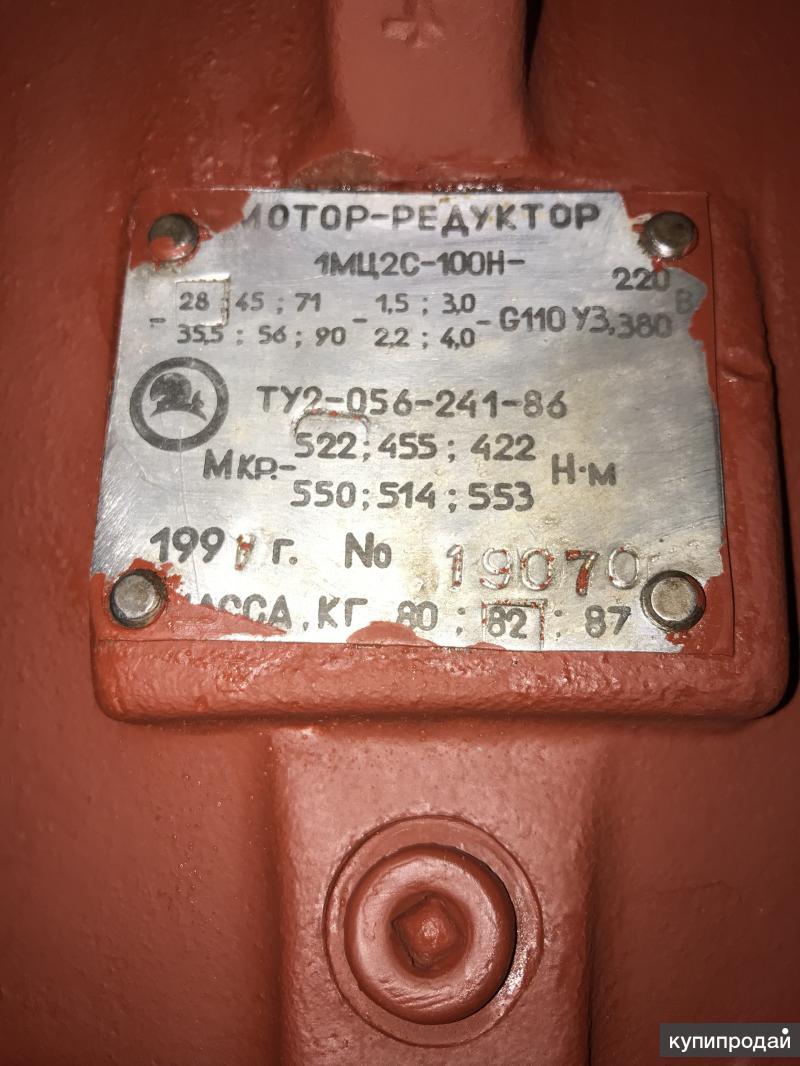 МОТОР-РЕДУКТОР
1МЦ2С-100Н-
220
- 28 ; 45 ; 71 - 1,5 ; 3,0 - G110 У3, 380 В
35,5 ; 56 ; 90 2,2 ; 4,0
ТУ2-056-241-86
522 ; 455 ; 422
Мкр.- Н·м
550 ; 514 ; 553
199 г. № 19070
МАССА, КГ 80 ; 82 ; 87
купипродай